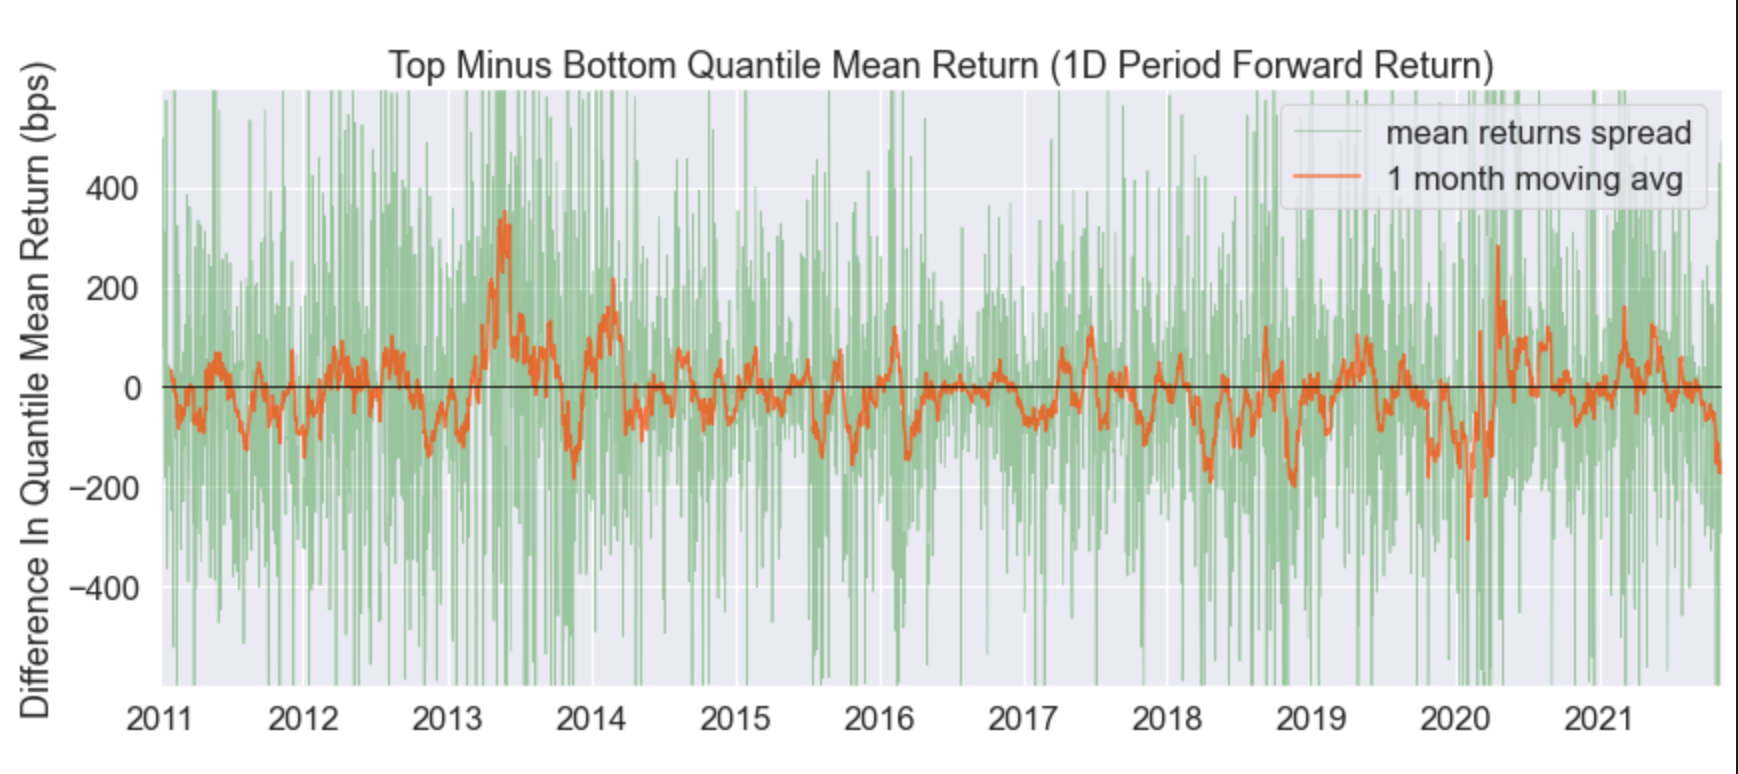 Top Minus Bottom Quantile Mean Return (1D Period Forward Return)
Difference In Quantile Mean Return (bps)
mean returns spread
1 month moving avg
400
200
0
−200
−400
2011 2012 2013 2014 2015 2016 2017 2018 2019 2020 2021